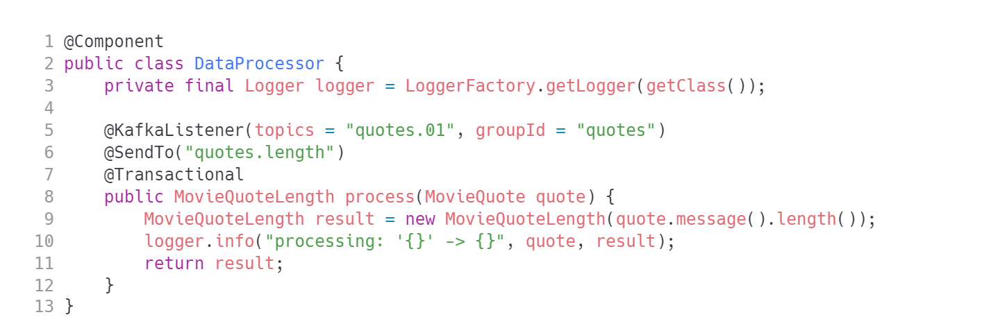 1 @Component
2 public class DataProcessor {
3     private final Logger logger = LoggerFactory.getLogger(getClass());
4
5     @KafkaListener(topics = "quotes.01", groupId = "quotes")
6     @SendTo("quotes.length")
7     @Transactional
8     public MovieQuoteLength process(MovieQuote quote) {
9         MovieQuoteLength result = new MovieQuoteLength(quote.message().length());
10         logger.info("processing: '{}' -> {}", quote, result);
11         return result;
12     }
13 }